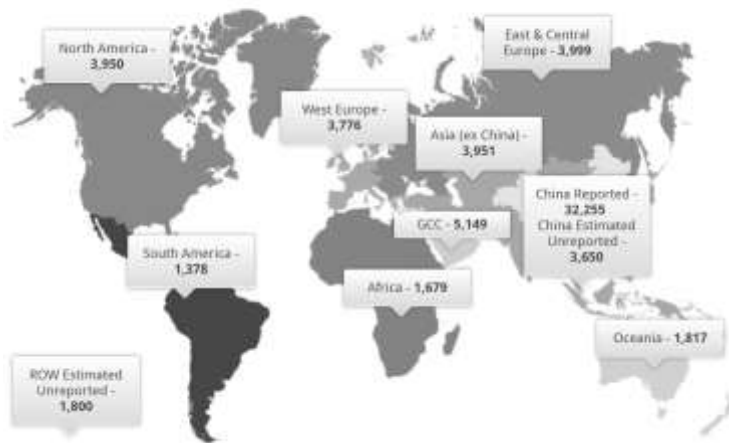 North America -
3,950
East & Central
Europe - 3,999
West Europe -
3,776
Asia (ex China) -
3,951
China Reported -
32,255
China Estimated
Unreported -
3,650
GCC - 5,149
South America -
1,378
Africa - 1,679
Oceania - 1,817
ROW Estimated
Unreported -
1,800